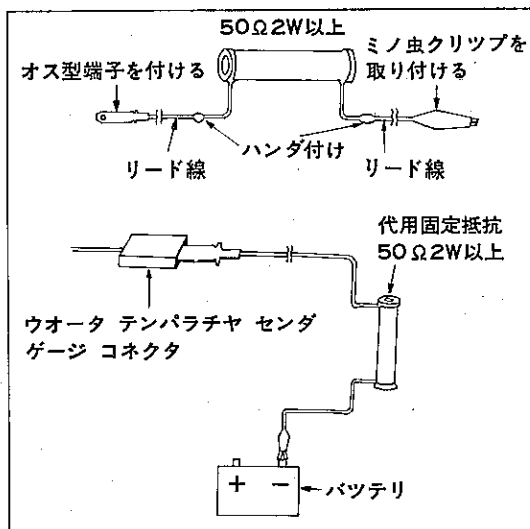 50Ω2W以上
オス型端子を付ける
ミノ虫クリツプを
取り付ける
ハンダ付け
リード線
リード線
代用固定抵抗
50Ω2W以上
ウオータ テンパラチヤ センダ
ゲージ コネクタ
+ −
バツテリ